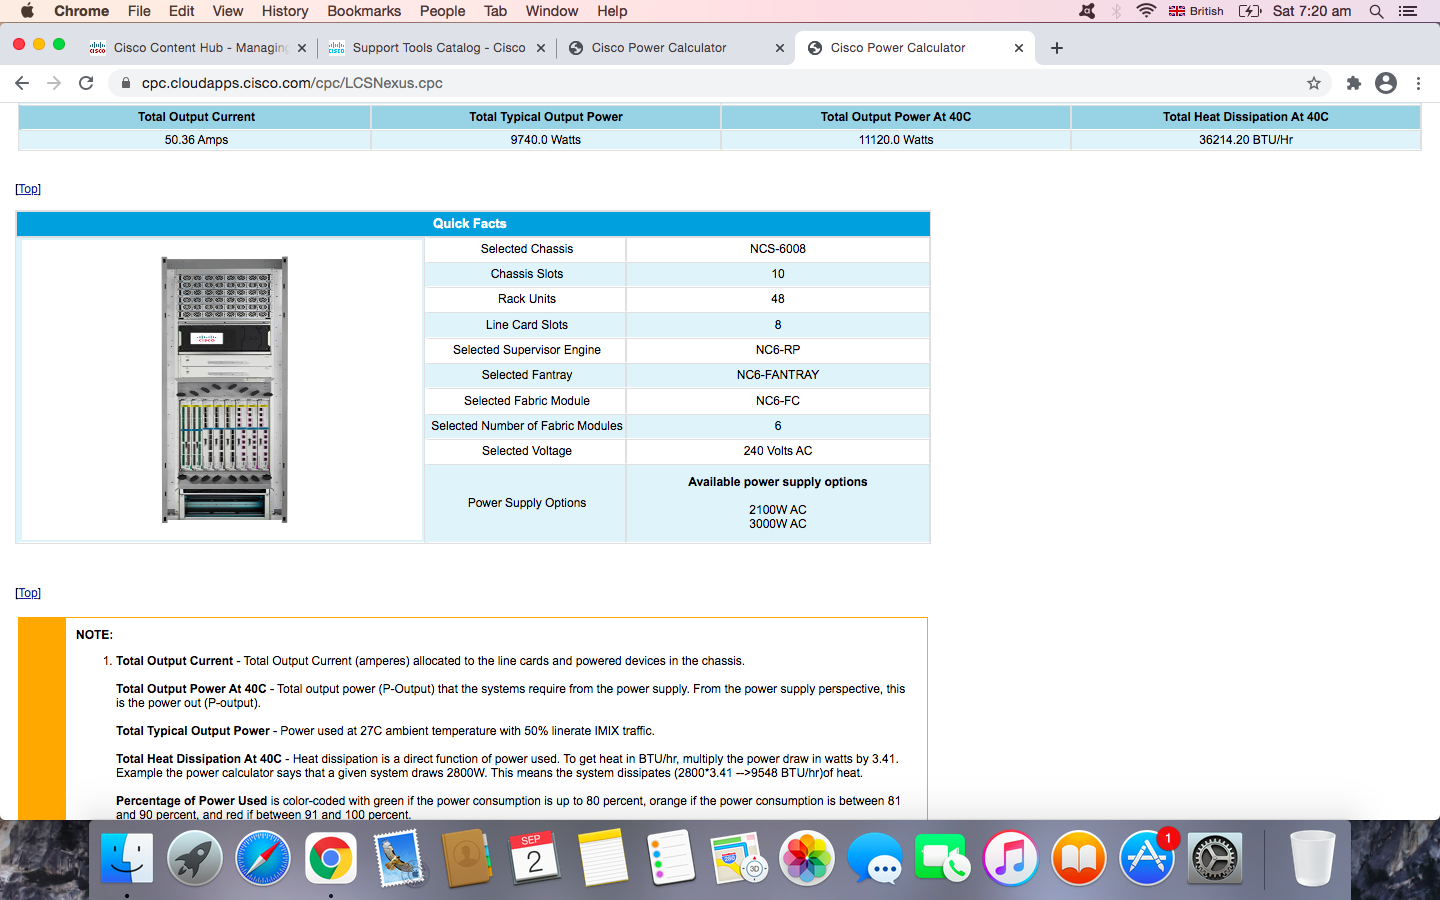 Chrome File Edit View History Bookmarks People Tab Window Help British Sat 7:20 am
Cisco Content Hub - Managing Support Tools Catalog - Cisco Cisco Power Calculator Cisco Power Calculator
cpc.cloudapps.cisco.com/cpc/LCSNexus.cpc
Total Output Current Total Typical Output Power Total Output Power At 40C Total Heat Dissipation At 40C
50.36 Amps 9740.0 Watts 11120.0 Watts 36214.20 BTU/Hr
[Top]
Quick Facts
Selected Chassis NCS-6008
Chassis Slots 10
Rack Units 48
Line Card Slots 8
Selected Supervisor Engine NC6-RP
Selected Fantray NC6-FANTRAY
Selected Fabric Module NC6-FC
Selected Number of Fabric Modules 6
Selected Voltage 240 Volts AC
Power Supply Options Available power supply options
2100W AC
3000W AC
CISCO
[Top]
NOTE:
1. Total Output Current - Total Output Current (amperes) allocated to the line cards and powered devices in the chassis.
Total Output Power At 40C - Total output power (P-Output) that the systems require from the power supply. From the power supply perspective, this
is the power out (P-output).
Total Typical Output Power - Power used at 27C ambient temperature with 50% linerate IMIX traffic.
Total Heat Dissipation At 40C - Heat dissipation is a direct function of power used. To get heat in BTU/hr, multiply the power draw in watts by 3.41.
Example the power calculator says that a given system draws 2800W. This means the system dissipates (2800*3.41 -->9548 BTU/hr)of heat.
Percentage of Power Used is color-coded with green if the power consumption is up to 80 percent, orange if the power consumption is between 81
and 90 percent, and red if between 91 and 100 percent.
SEP
2
280
3D
1